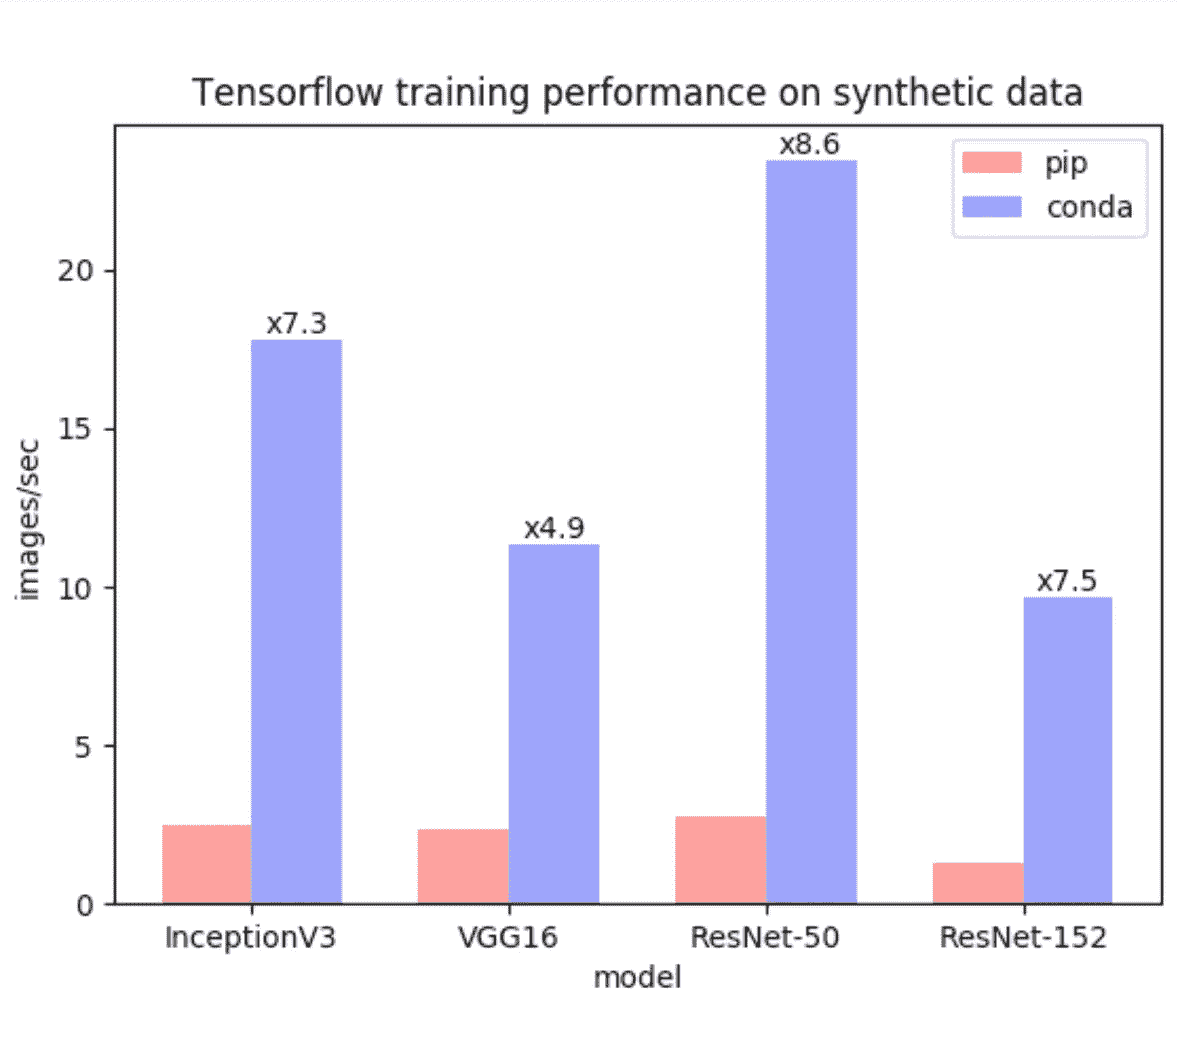 Tensorflow training performance on synthetic data
x8.6
pip
conda
20
x7.3
15
images/sec
x4.9
10
x7.5
5
0
InceptionV3 VGG16 ResNet-50 ResNet-152
model